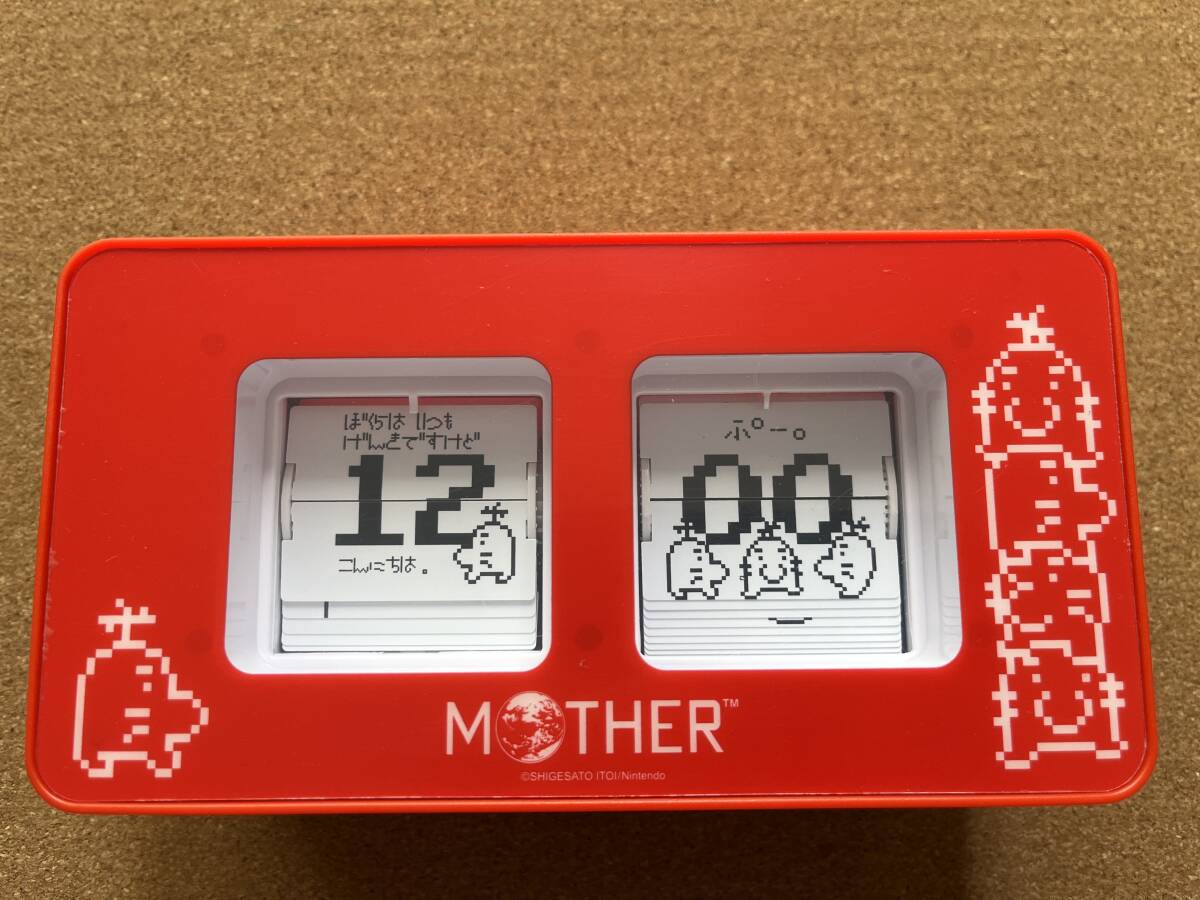 ぼくらは いつも
げんきですけど
12
こんにちは。
ぷー。
00
MOTHER™
©SHIGESATO ITOI/Nintendo